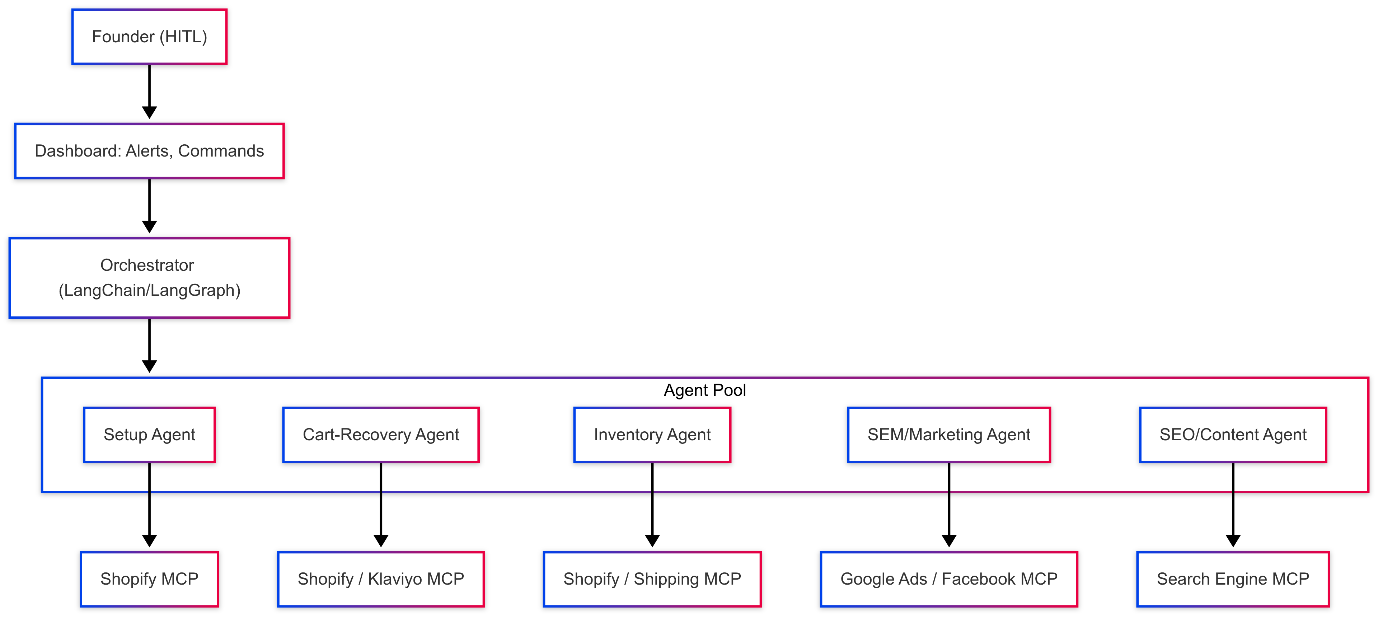 Founder (HITL)
Dashboard: Alerts, Commands
Orchestrator
(LangChain/LangGraph)
Agent Pool
Setup Agent
Cart-Recovery Agent
Inventory Agent
SEM/Marketing Agent
SEO/Content Agent
Shopify MCP
Shopify / Klaviyo MCP
Shopify / Shipping MCP
Google Ads / Facebook MCP
Search Engine MCP